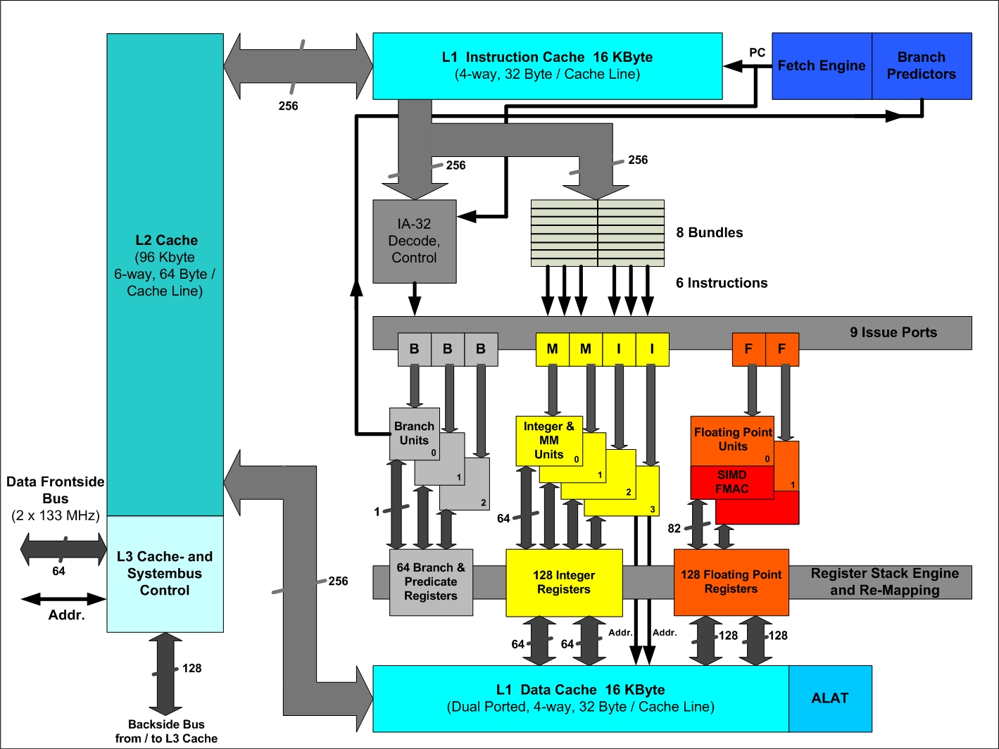 L1  Instruction Cache  16 KByte
(4-way, 32 Byte / Cache Line)
PC
Fetch Engine
Branch
Predictors
256
256
256
L2 Cache
(96 Kbyte
6-way, 64 Byte /
Cache Line)
IA-32
Decode,
Control
8 Bundles
6 Instructions
9 Issue Ports
B
B
B
M
M
I
I
F
F
Branch
Units
0
1
2
Integer &
MM
Units
0
1
2
3
Floating Point
Units
0
SIMD
FMAC
1
1
64
82
Data Frontside
Bus
(2 x 133 MHz)
64
Addr.
L3 Cache- and
Systembus
Control
256
64 Branch &
Predicate
Registers
128 Integer
Registers
128 Floating Point
Registers
Register Stack Engine
and Re-Mapping
64
64
Addr.
Addr.
128
128
128
Backside Bus
from / to L3 Cache
L1  Data Cache  16 KByte
(Dual Ported, 4-way, 32 Byte / Cache Line)
ALAT